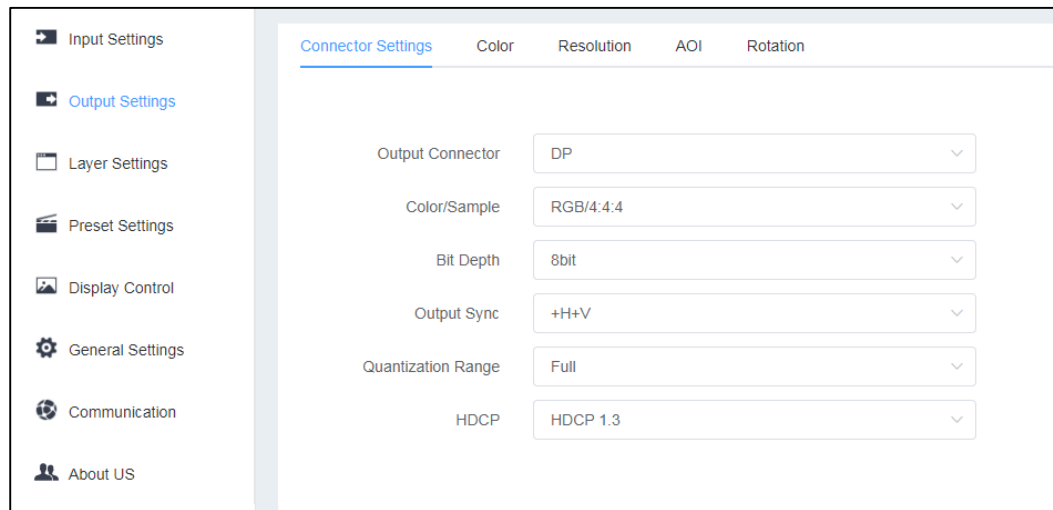 Input Settings
Output Settings
Layer Settings
Preset Settings
Display Control
General Settings
Communication
About US
Connector Settings Color Resolution AOI Rotation
Output Connector DP
Color/Sample RGB/4:4:4
Bit Depth 8bit
Output Sync +H+V
Quantization Range Full
HDCP HDCP 1.3